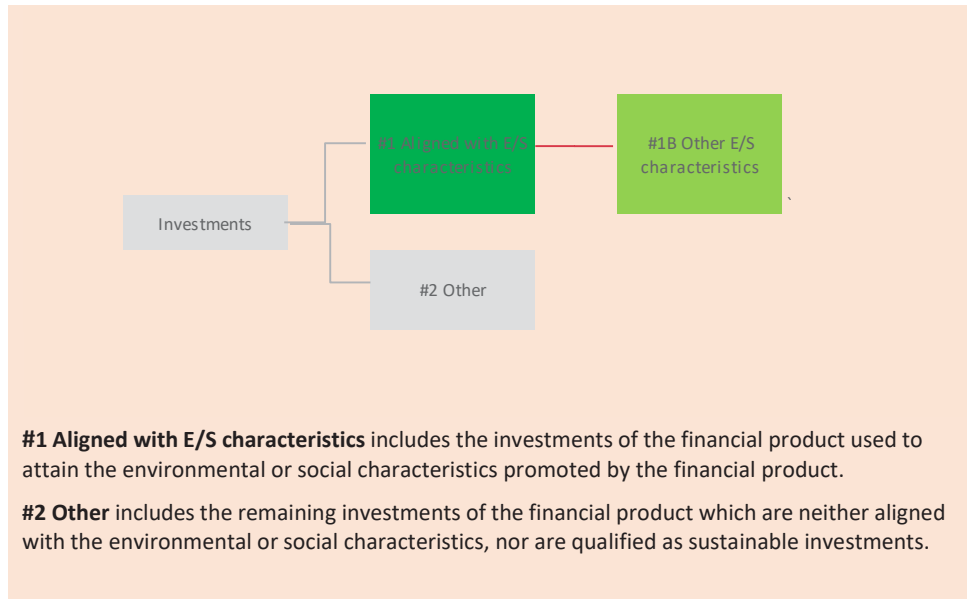 #1 Aligned with E/S
characteristics
#1B Other E/S
characteristics
`
Investments
#2 Other
#1 Aligned with E/S characteristics includes the investments of the financial product used to
attain the environmental or social characteristics promoted by the financial product.
#2 Other includes the remaining investments of the financial product which are neither aligned
with the environmental or social characteristics, nor are qualified as sustainable investments.